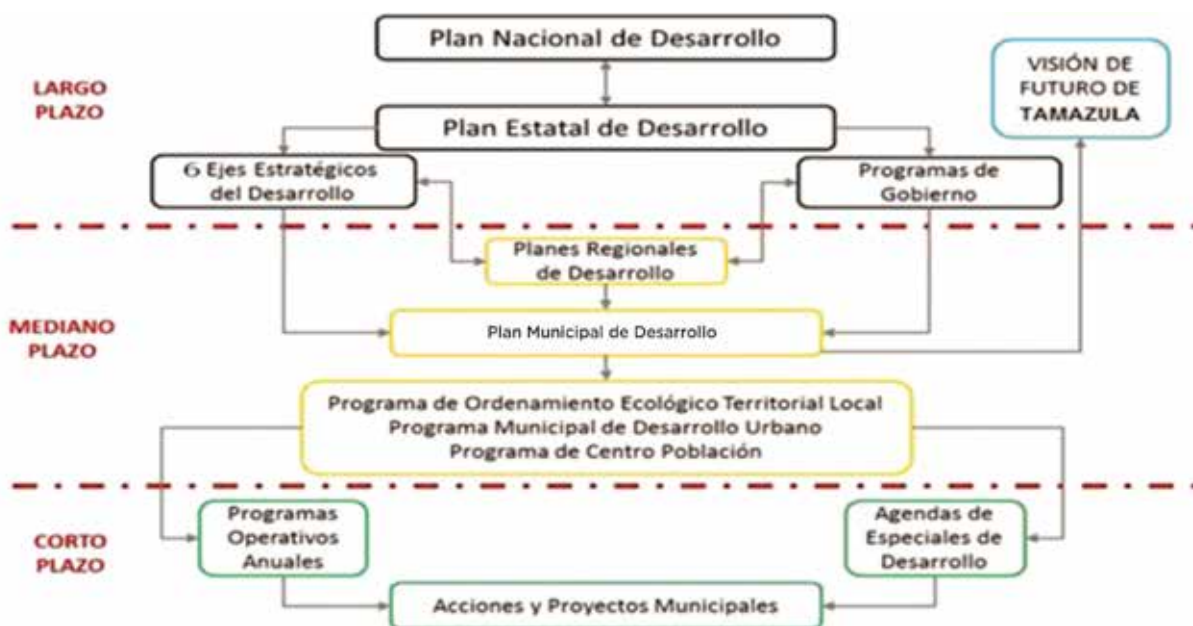 Plan Nacional de Desarrollo
VISIÓN DE
FUTURO DE
TAMAZULA
LARGO
PLAZO
Plan Estatal de Desarrollo
6 Ejes Estratégicos
del Desarrollo
Programas de
Gobierno
Planes Regionales
de Desarrollo
MEDIANO
PLAZO
Plan Municipal de Desarrollo
Programa de Ordenamiento Ecológico Territorial Local
Programa Municipal de Desarrollo Urbano
Programa de Centro Población
CORTO
PLAZO
Programas
Operativos
Anuales
Agendas de
Especiales de
Desarrollo
Acciones y Proyectos Municipales